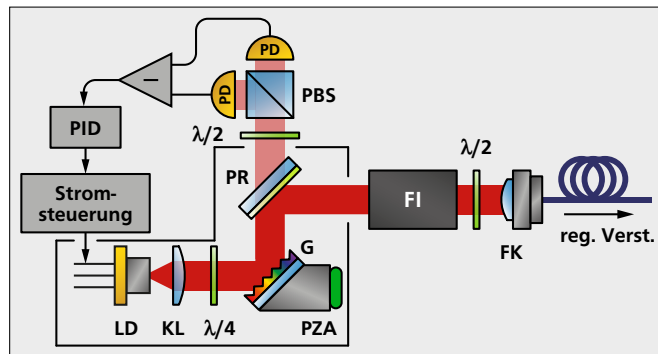 PD
PD
PBS
PID
λ/2
λ/2
PR
Strom-
steuerung
FI
FK
reg. Verst.
G
LD
KL
λ/4
PZA